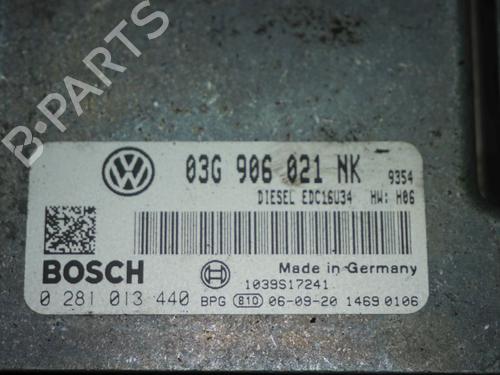 B-PARTS
03G 906 021 NK 9354
DIESEL EDC16U34 HW: H06
BOSCH
Made in Germany
1039S17241
0 281 013 440 BPG 810 06-09-20 1469 0106